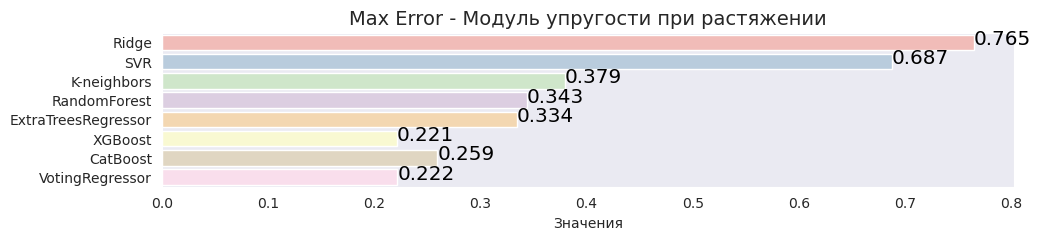 Max Error - Модуль упругости при растяжении
Ridge 0.765
SVR 0.687
K-neighbors 0.379
RandomForest 0.343
ExtraTreesRegressor 0.334
XGBoost 0.221
CatBoost 0.259
VotingRegressor 0.222
0.0 0.1 0.2 0.3 0.4 0.5 0.6 0.7 0.8
Значения